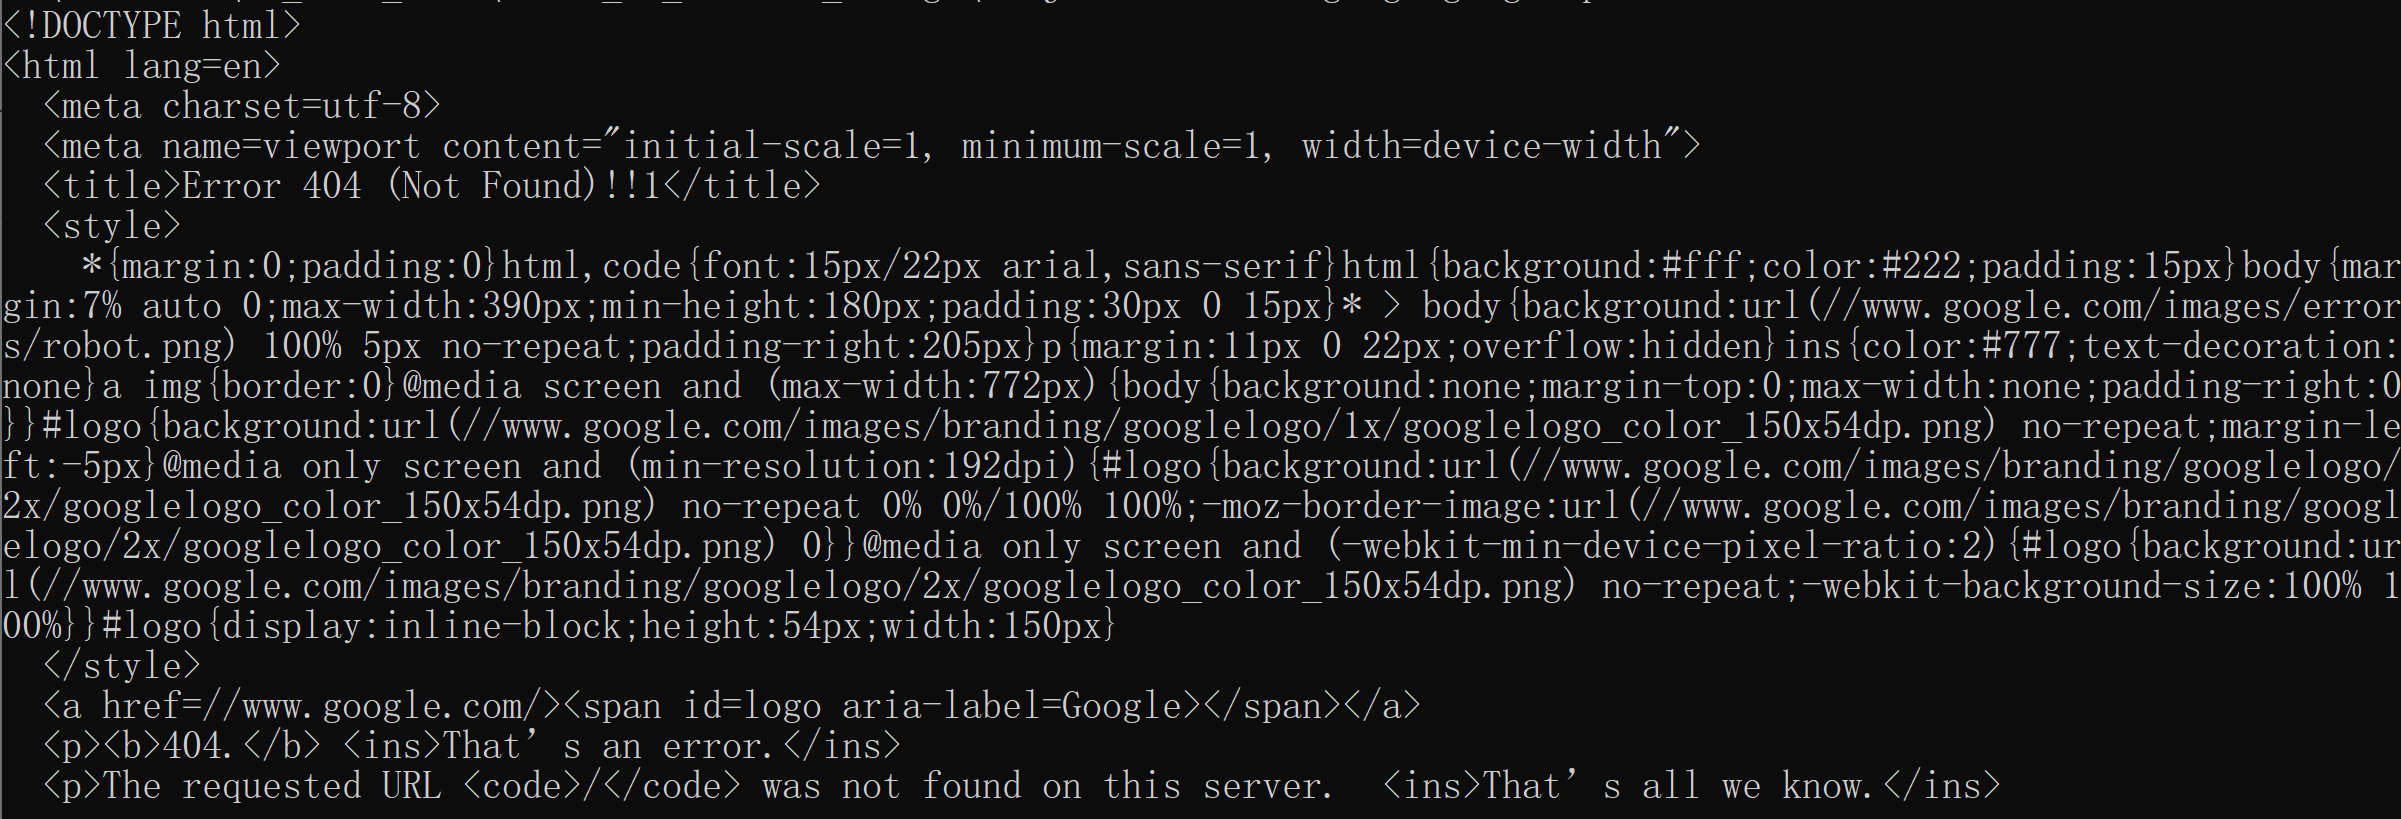 <!DOCTYPE html>
<html lang=en>
  <meta charset=utf-8>
  <meta name=viewport content="initial-scale=1, minimum-scale=1, width=device-width">
  <title>Error 404 (Not Found)!!1</title>
  <style>
    *{margin:0;padding:0}html,code{font:15px/22px arial,sans-serif}html{background:#fff;color:#222;padding:15px}body{mar
gin:7% auto 0;max-width:390px;min-height:180px;padding:30px 0 15px}* > body{background:url(//www.google.com/images/error
s/robot.png) 100% 5px no-repeat;padding-right:205px}p{margin:11px 0 22px;overflow:hidden}ins{color:#777;text-decoration:
none}a img{border:0}@media screen and (max-width:772px){body{background:none;margin-top:0;max-width:none;padding-right:0
}}#logo{background:url(//www.google.com/images/branding/googlelogo/1x/googlelogo_color_150x54dp.png) no-repeat;margin-le
ft:-5px}@media only screen and (min-resolution:192dpi){#logo{background:url(//www.google.com/images/branding/googlelogo/
2x/googlelogo_color_150x54dp.png) no-repeat 0% 0%/100% 100%;-moz-border-image:url(//www.google.com/images/branding/googl
elogo/2x/googlelogo_color_150x54dp.png) 0}}@media only screen and (-webkit-min-device-pixel-ratio:2){#logo{background:ur
l(//www.google.com/images/branding/googlelogo/2x/googlelogo_color_150x54dp.png) no-repeat;-webkit-background-size:100% 1
00%}}#logo{display:inline-block;height:54px;width:150px}
  </style>
  <a href=//www.google.com/><span id=logo aria-label=Google></span></a>
  <p><b>404.</b> <ins>That’s an error.</ins>
  <p>The requested URL <code>/</code> was not found on this server.  <ins>That’s all we know.</ins>